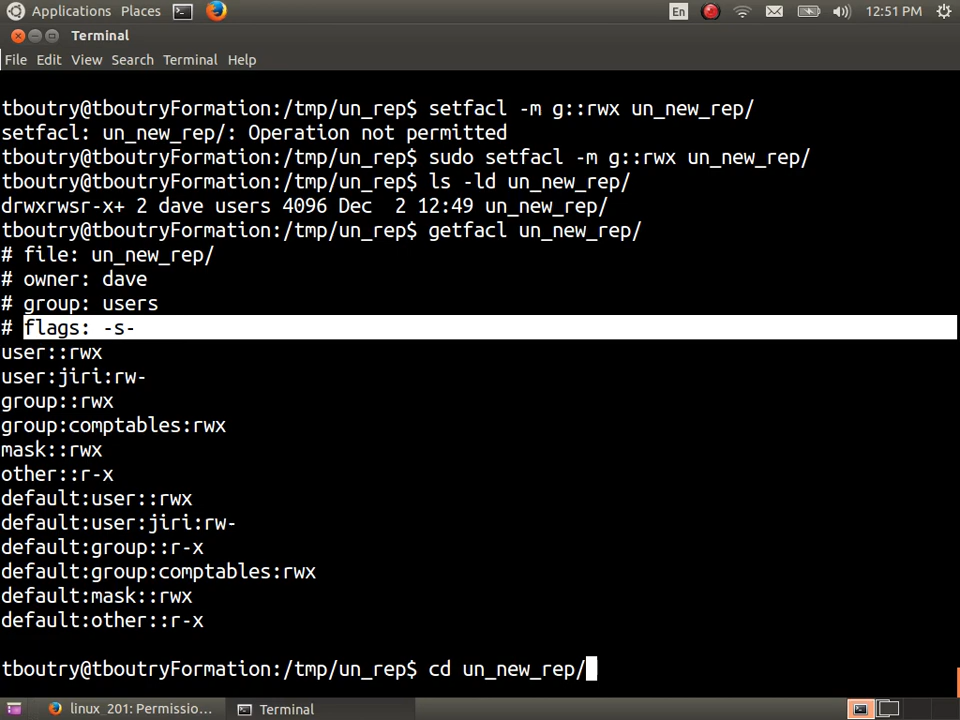 Applications Places En 12:51 PM
Terminal
File Edit View Search Terminal Help
tboutry@tboutryFormation:/tmp/un_rep$ setfacl -m g::rwx un_new_rep/
setfacl: un_new_rep/: Operation not permitted
tboutry@tboutryFormation:/tmp/un_rep$ sudo setfacl -m g::rwx un_new_rep/
tboutry@tboutryFormation:/tmp/un_rep$ ls -ld un_new_rep/
drwxrwsr-x+ 2 dave users 4096 Dec  2 12:49 un_new_rep/
tboutry@tboutryFormation:/tmp/un_rep$ getfacl un_new_rep/
# file: un_new_rep/
# owner: dave
# group: users
# flags: -s-
user::rwx
user:jiri:rw-
group::rwx
group:comptables:rwx
mask::rwx
other::r-x
default:user::rwx
default:user:jiri:rw-
default:group::r-x
default:group:comptables:rwx
default:mask::rwx
default:other::r-x
tboutry@tboutryFormation:/tmp/un_rep$ cd un_new_rep/
linux_201: Permissio... Terminal